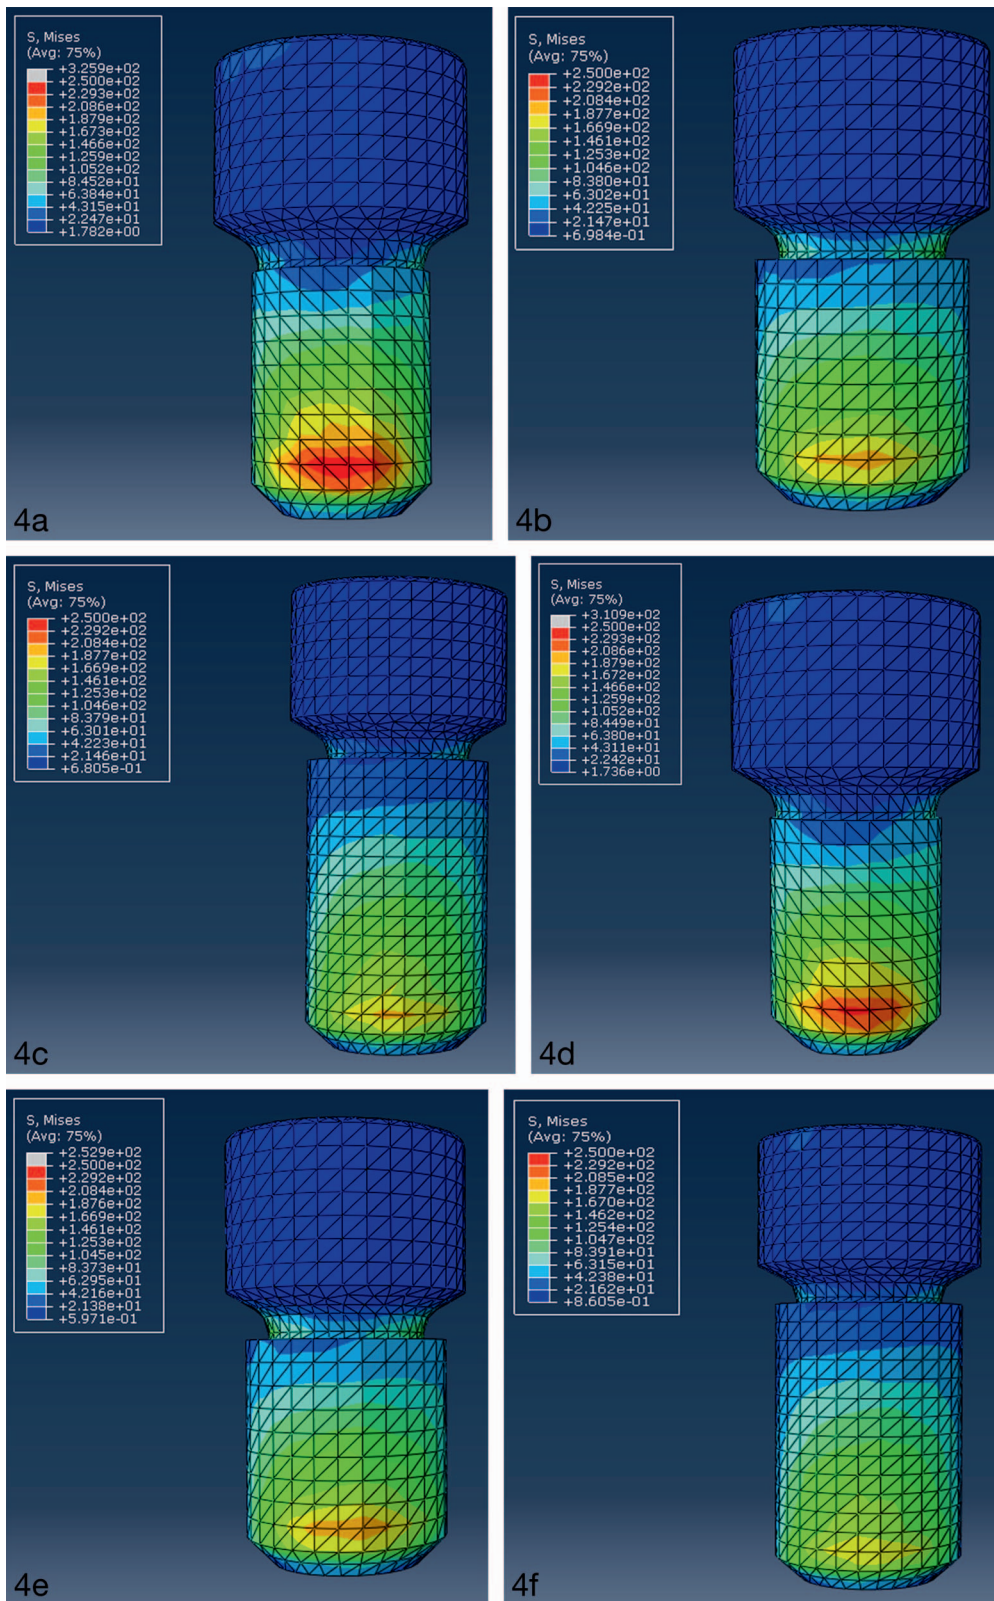 S, Mises
(Avg: 75%)
+3.259e+02
+2.500e+02
+2.293e+02
+2.086e+02
+1.879e+02
+1.673e+02
+1.466e+02
+1.259e+02
+1.052e+02
+8.452e+01
+6.384e+01
+4.315e+01
+2.247e+01
+1.782e+00
4a
S, Mises
(Avg: 75%)
+2.500e+02
+2.292e+02
+2.084e+02
+1.877e+02
+1.669e+02
+1.461e+02
+1.253e+02
+1.046e+02
+8.380e+01
+6.302e+01
+4.225e+01
+2.147e+01
+6.984e-01
4b
S, Mises
(Avg: 75%)
+2.500e+02
+2.292e+02
+2.084e+02
+1.877e+02
+1.669e+02
+1.461e+02
+1.253e+02
+1.046e+02
+8.379e+01
+6.301e+01
+4.223e+01
+2.146e+01
+6.805e-01
4c
S, Mises
(Avg: 75%)
+3.109e+02
+2.500e+02
+2.293e+02
+2.086e+02
+1.879e+02
+1.672e+02
+1.466e+02
+1.259e+02
+1.052e+02
+8.449e+01
+6.380e+01
+4.311e+01
+2.242e+01
+1.736e+00
4d
S, Mises
(Avg: 75%)
+2.529e+02
+2.500e+02
+2.292e+02
+2.084e+02
+1.876e+02
+1.669e+02
+1.461e+02
+1.253e+02
+1.045e+02
+8.373e+01
+6.295e+01
+4.216e+01
+2.138e+01
+5.971e-01
4e
S, Mises
(Avg: 75%)
+2.500e+02
+2.292e+02
+2.085e+02
+1.877e+02
+1.670e+02
+1.462e+02
+1.254e+02
+1.047e+02
+8.391e+01
+6.315e+01
+4.238e+01
+2.162e+01
+8.605e-01
4f